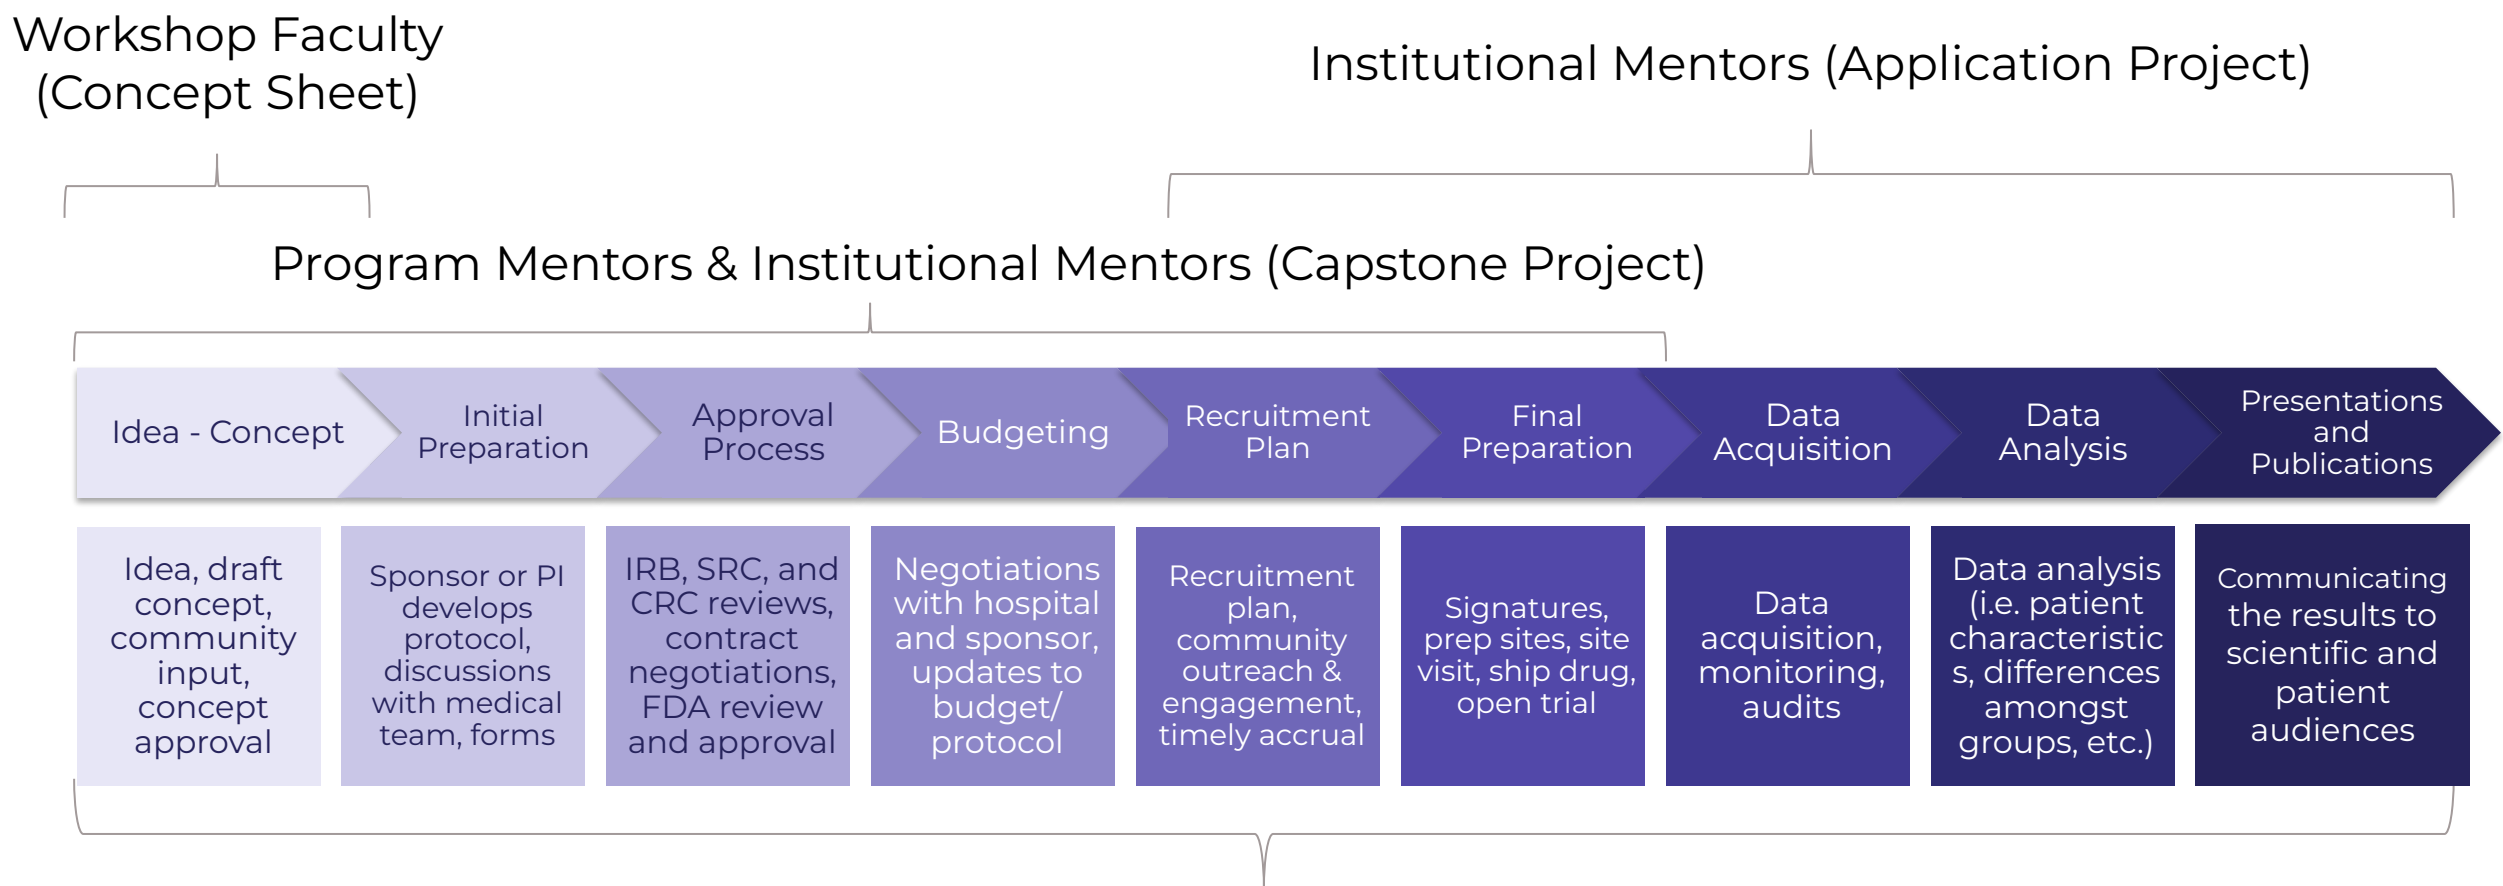 Workshop Faculty
(Concept Sheet)
Institutional Mentors (Application Project)
Program Mentors & Institutional Mentors (Capstone Project)
Idea - Concept
Initial
Preparation
Approval
Process
Budgeting
Recruitment
Plan
Final
Preparation
Data
Acquisition
Data
Analysis
Presentations
and
Publications
Idea, draft
concept,
community
input,
concept
approval
Sponsor or PI
develops
protocol,
discussions
with medical
team, forms
IRB, SRC, and
CRC reviews,
contract
negotiations,
FDA review
and approval
Negotiations
with hospital
and sponsor,
updates to
budget/
protocol
Recruitment
plan,
community
outreach &
engagement,
timely accrual
Signatures,
prep sites, site
visit, ship drug,
open trial
Data
acquisition,
monitoring,
audits
Data analysis
(i.e. patient
characteristic
s, differences
amongst
groups, etc.)
Communicating
the results to
scientific and
patient
audiences